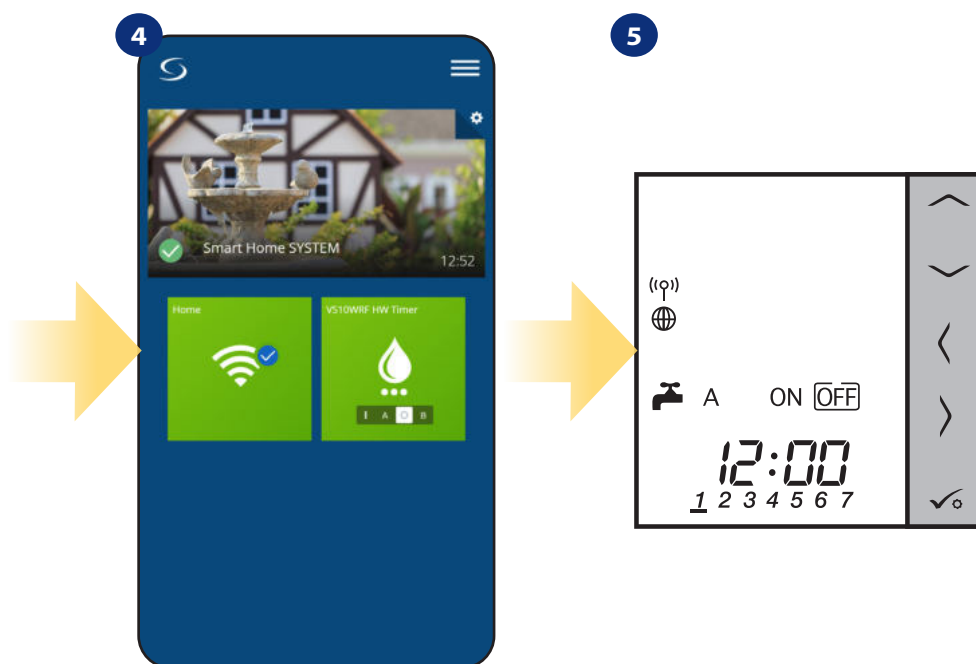 4
Smart Home SYSTEM
12:52
Home
V510WRF HW Timer
I A O B
5
A ON OFF
12:00
1 2 3 4 5 6 7